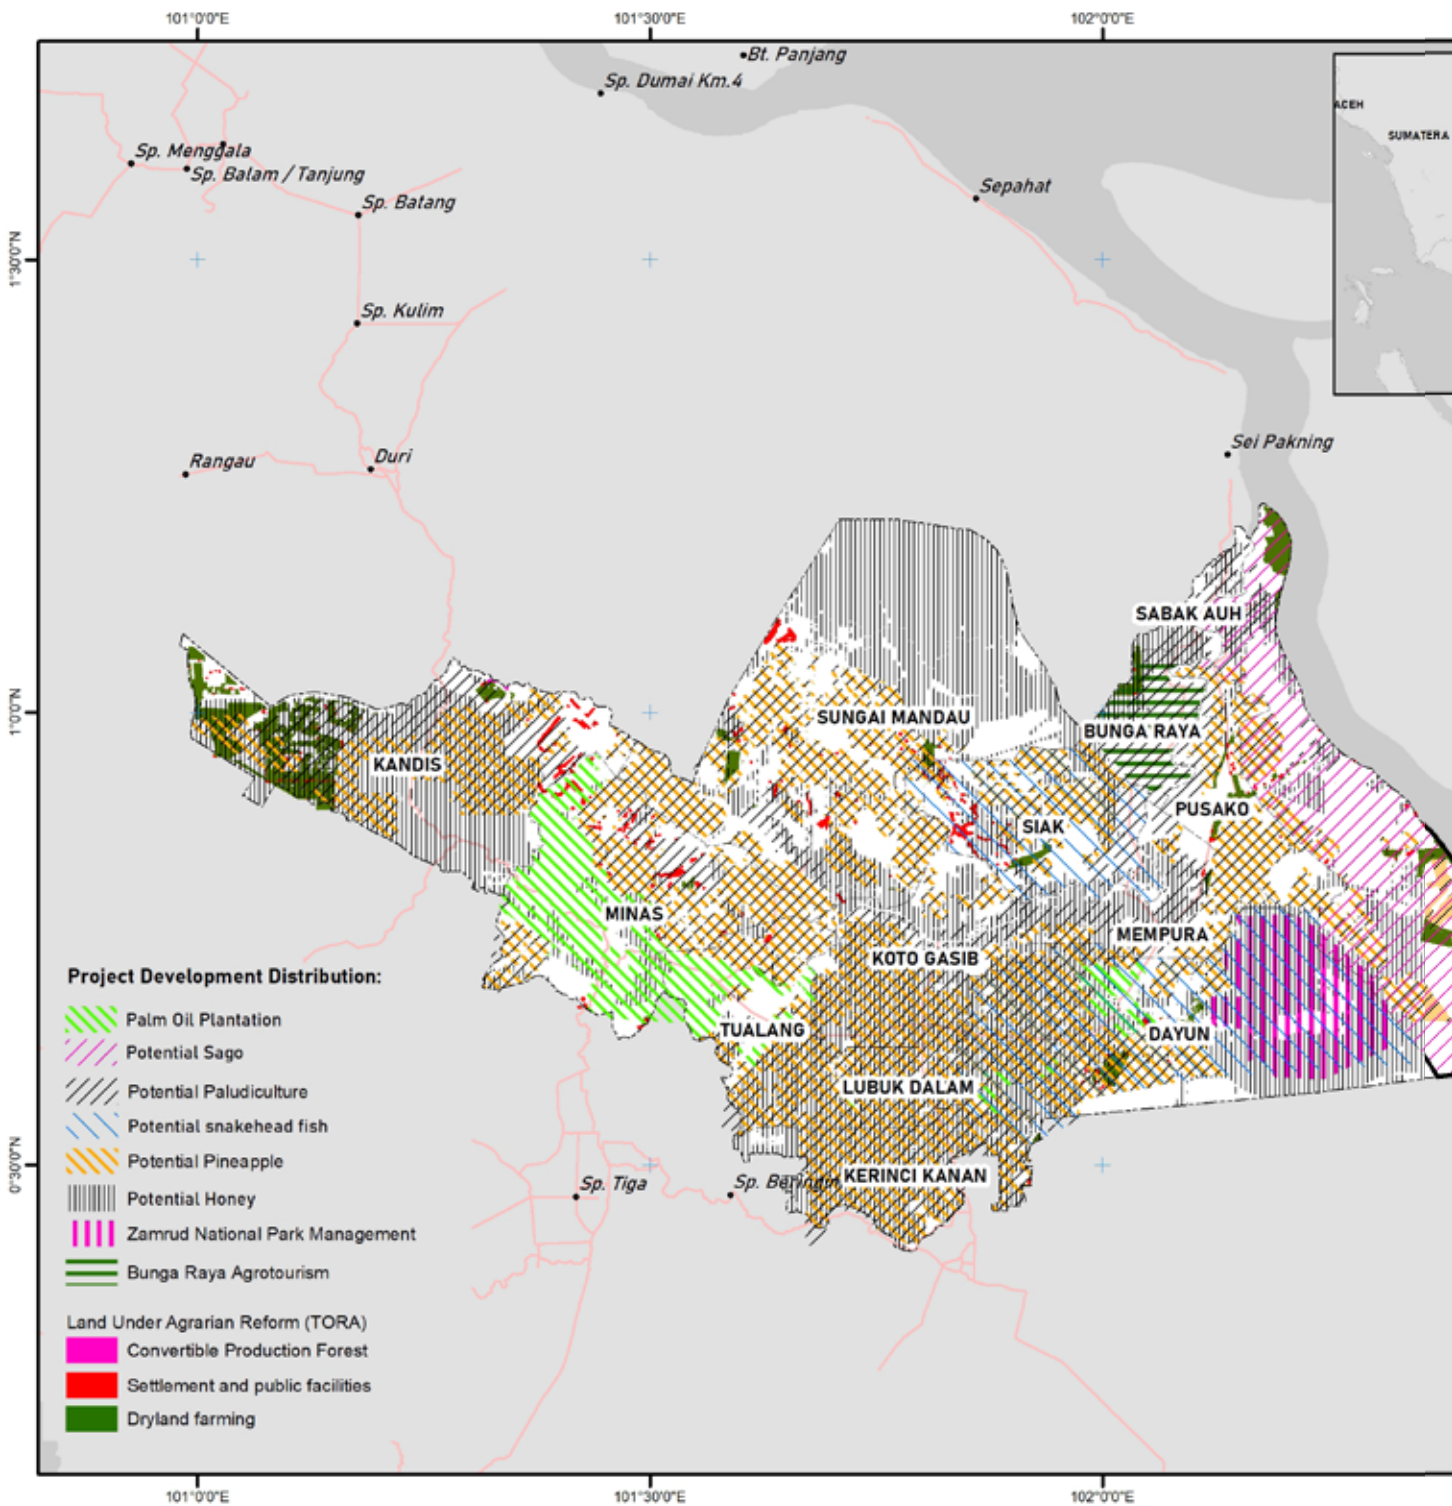 101°0'0"E
101°30'0"E
102°0'0"E
Bt. Panjang
Sp. Dumai Km.4
ACEH
SUMATERA
Sp. Menggala
Sp. Balam / Tanjung
Sp. Batang
Sepahat
1°30'0"N
Sp. Kulim
Rangau
Duri
Sei Pakning
SABAK AUH
1°0'0"N
SUNGAI MANDAU
BUNGA RAYA
KANDIS
PUSAKO
SIAK
MINAS
MEMPURA
KOTO GASIB
TUALANG
DAYUN
LUBUK DALAM
KERINCI KANAN
0°30'0"N
Sp. Tiga
Sp. Beringin
Project Development Distribution:
Palm Oil Plantation
Potential Sago
Potential Paludiculture
Potential snakehead fish
Potential Pineapple
Potential Honey
Zamrud National Park Management
Bunga Raya Agrotourism
Land Under Agrarian Reform (TORA)
Convertible Production Forest
Settlement and public facilities
Dryland farming
101°0'0"E
101°30'0"E
102°0'0"E